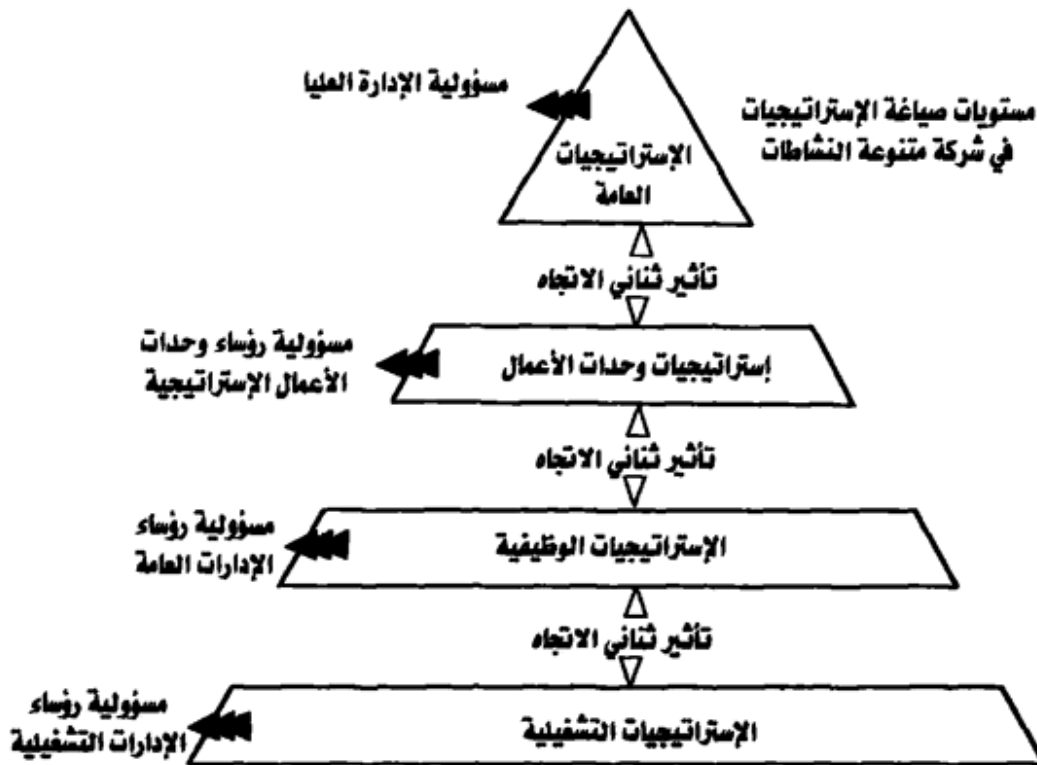 مستويات صياغة الإستراتيجيات
في شركة متنوعة النشاطات
مسؤولية الإدارة العليا
الإستراتيجيات
العامة
تأثير ثنائي الاتجاه
مسؤولية رؤساء وحدات
الأعمال الإستراتيجية
إستراتيجيات وحدات الأعمال
تأثير ثنائي الاتجاه
مسؤولية رؤساء
الإدارات العامة
الإستراتيجيات الوظيفية
تأثير ثنائي الاتجاه
مسؤولية رؤساء
الإدارات التشغيلية
الإستراتيجيات التشغيلية